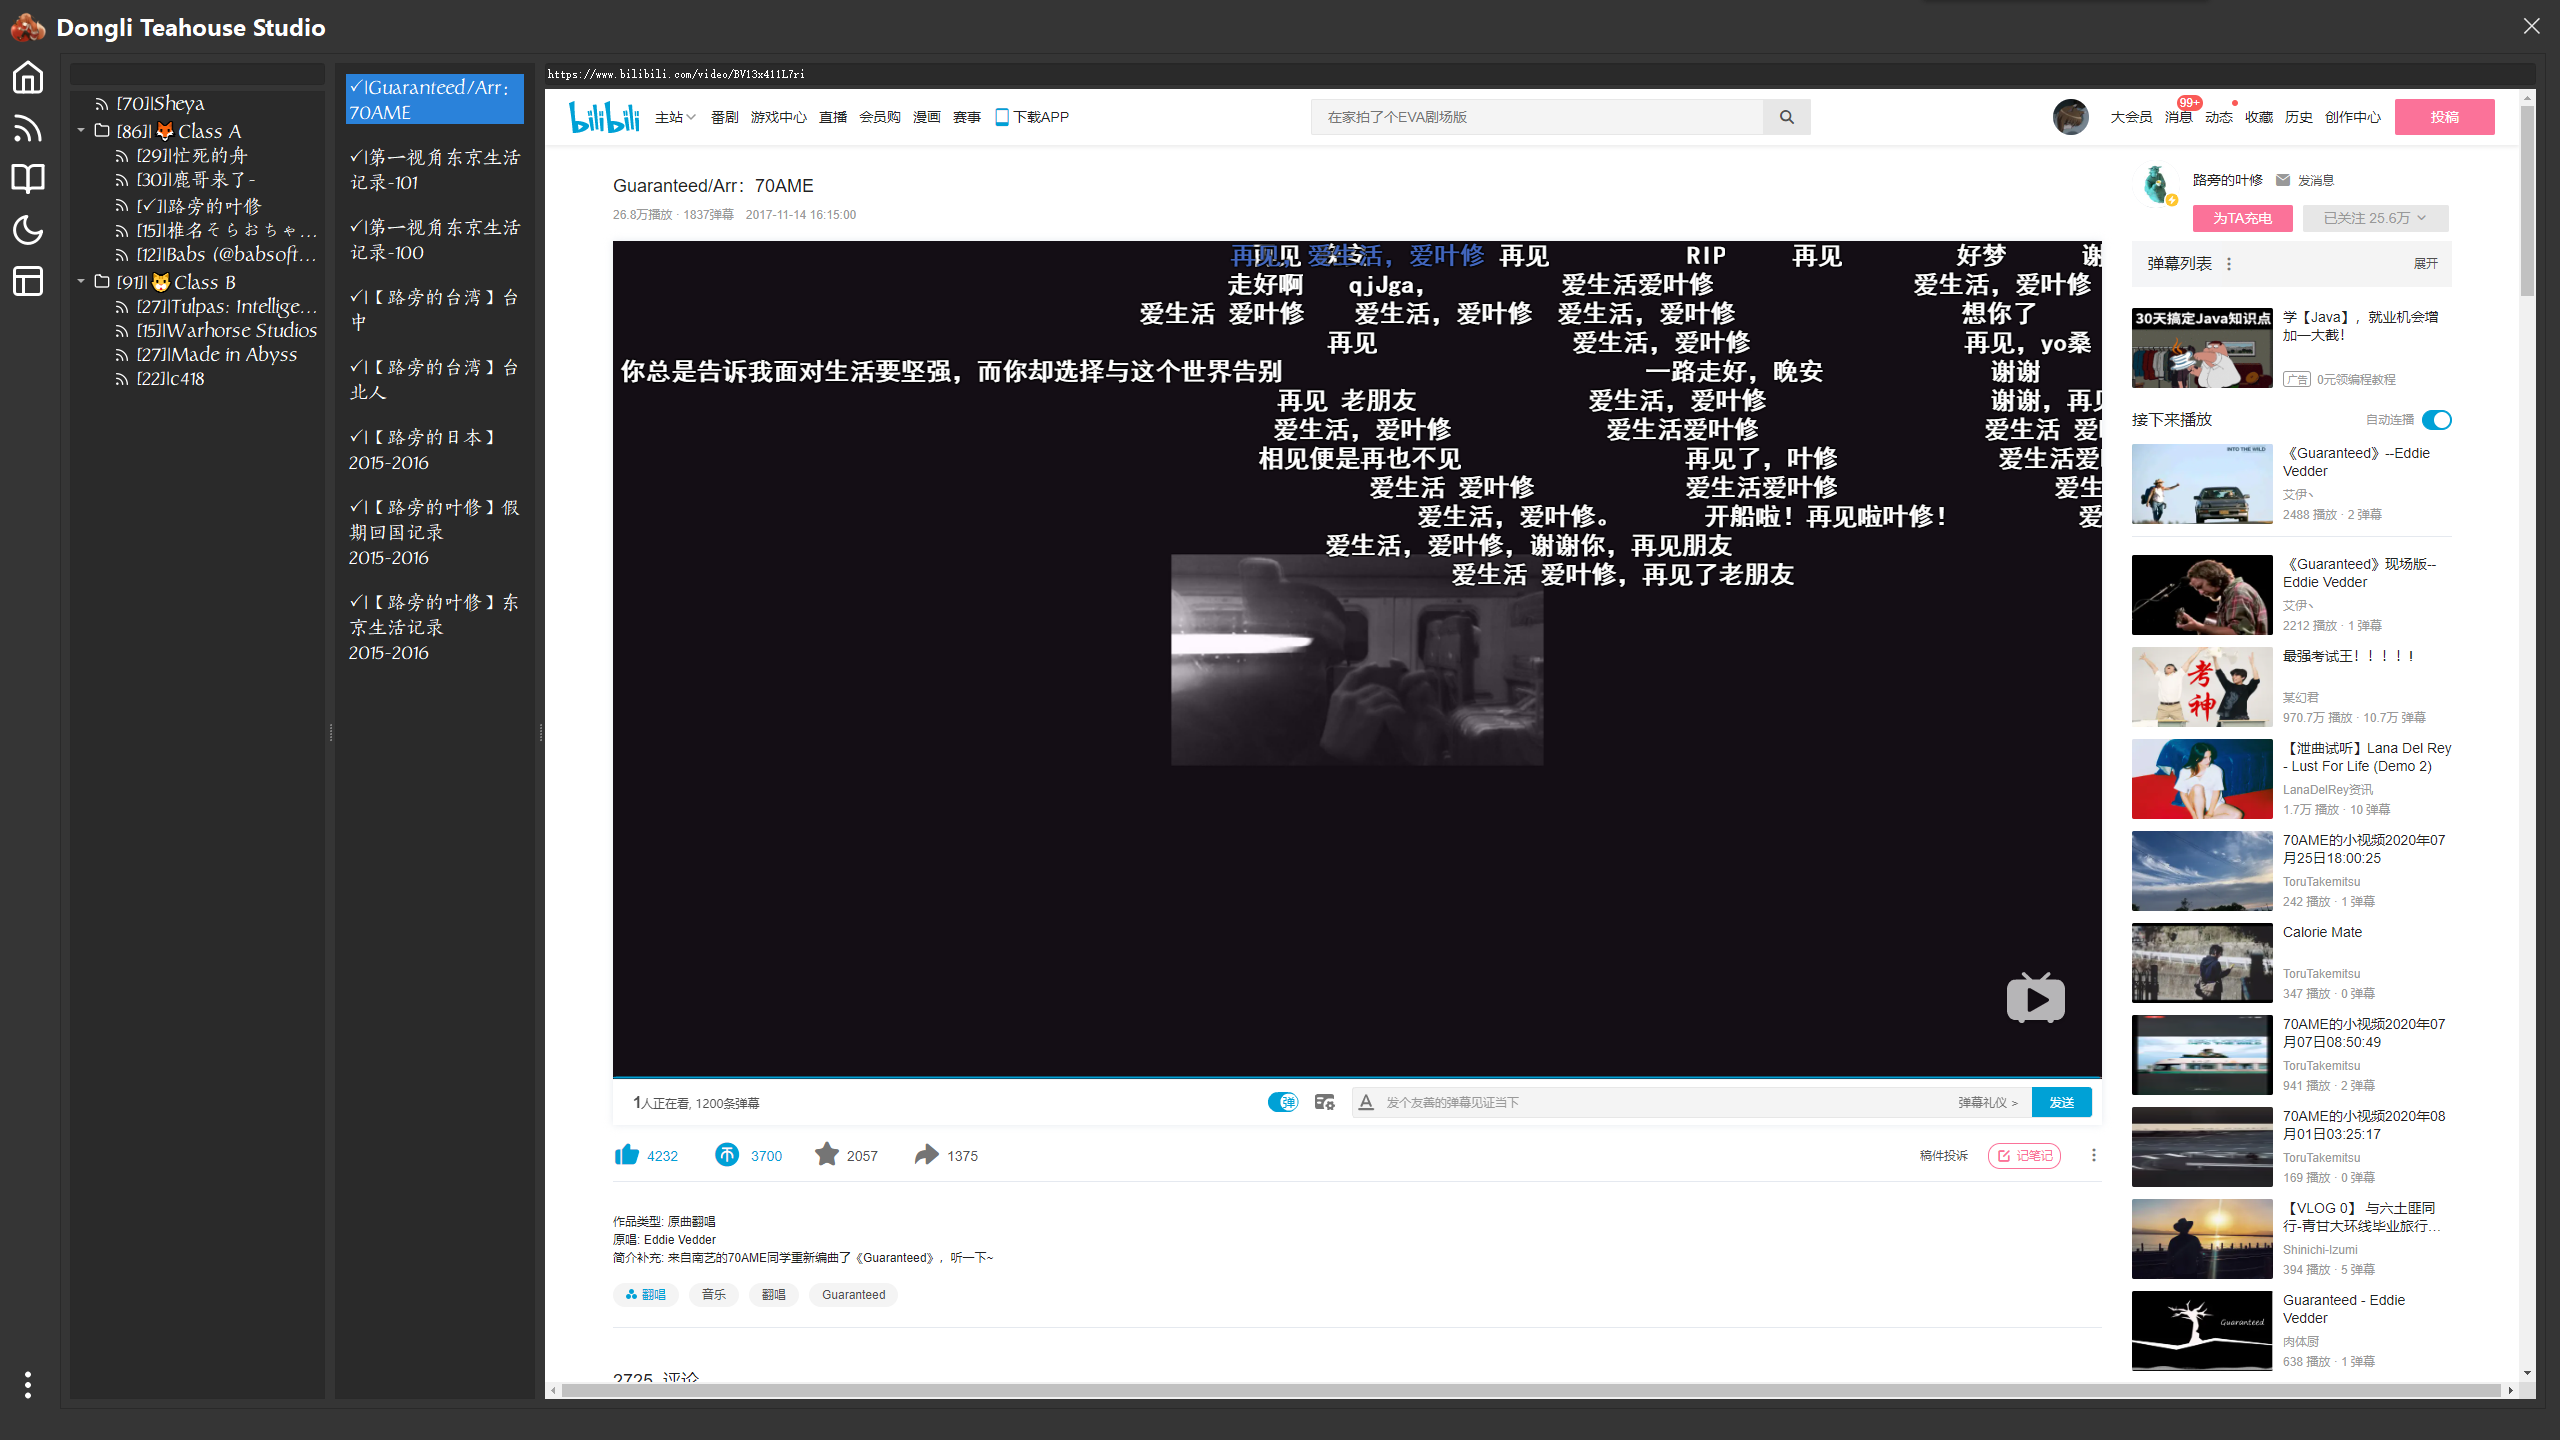 Dongli Teahouse Studio
[70]|Sheya
[86]|🦊Class A
[29]|忙死的舟
[30]|鹿哥来了-
[✓]|路旁的叶修
[15]|椎名そらおちゃ…
[12]|Babs (@babsoft…
[91]|🐯Class B
[27]|Tulpas: Intellige…
[15]|Warhorse Studios
[27]|Made in Abyss
[22]|c418
✓|Guaranteed/Arr：
70AME
✓|第一视角东京生活
记录-101
✓|第一视角东京生活
记录-100
✓|【路旁的台湾】台
中
✓|【路旁的台湾】台
北人
✓|【路旁的日本】
2015-2016
✓|【路旁的叶修】假
期回国记录
2015-2016
✓|【路旁的叶修】东
京生活记录
2015-2016
https://www.bilibili.com/video/BV13x411L7ri
bilibili 主站 番剧 游戏中心 直播 会员购 漫画 赛事 下载APP
在家拍了个EVA剧场版
大会员 消息 99+ 动态 收藏 历史 创作中心 投稿
Guaranteed/Arr：70AME
26.8万播放 · 1837弹幕 2017-11-14 16:15:00
再见，爱生活，爱叶修 再见 RIP 再见 好梦 谢
走好啊 qjJga， 爱生活爱叶修 爱生活，爱叶修
爱生活 爱叶修 爱生活，爱叶修 爱生活，爱叶修 想你了
再见 爱生活，爱叶修 再见，yo桑
你总是告诉我面对生活要坚强，而你却选择与这个世界告别 一路走好，晚安 谢谢
再见 老朋友 爱生活，爱叶修 谢谢，再见
爱生活，爱叶修 爱生活爱叶修 爱生活 爱
相见便是再也不见 再见了，叶修 爱生活爱
爱生活 爱叶修 爱生活爱叶修 爱生
爱生活，爱叶修。 开船啦！再见啦叶修！ 爱
爱生活，爱叶修，谢谢你，再见朋友
爱生活 爱叶修，再见了老朋友
1人正在看, 1200条弹幕
弹
发个友善的弹幕见证当下
弹幕礼仪 >
发送
4232 3700 2057 1375
稿件投诉 记笔记
作品类型: 原曲翻唱
原唱: Eddie Vedder
简介补充: 来自南艺的70AME同学重新编曲了《Guaranteed》，听一下~
翻唱 音乐 翻唱 Guaranteed
2725 评论
路旁的叶修 发消息
为TA充电 已关注 25.6万
弹幕列表 展开
30天搞定Java知识点
学【Java】，就业机会增
加一大截！
广告 0元领编程教程
接下来播放 自动连播
INTO THE WILD
《Guaranteed》--Eddie
Vedder
艾伊丶
2488 播放 · 2 弹幕
《Guaranteed》现场版--
Eddie Vedder
艾伊丶
2212 播放 · 1 弹幕
考神
最强考试王！！！！！
某幻君
970.7万 播放 · 10.7万 弹幕
【泄曲试听】Lana Del Rey
- Lust For Life (Demo 2)
LanaDelRey资讯
1.7万 播放 · 10 弹幕
70AME的小视频2020年07
月25日18:00:25
ToruTakemitsu
242 播放 · 1 弹幕
Calorie Mate
ToruTakemitsu
347 播放 · 0 弹幕
70AME的小视频2020年07
月07日08:50:49
ToruTakemitsu
941 播放 · 2 弹幕
70AME的小视频2020年08
月01日03:25:17
ToruTakemitsu
169 播放 · 0 弹幕
【VLOG 0】 与六土匪同
行-青甘大环线毕业旅行…
Shinichi-Izumi
394 播放 · 5 弹幕
Guaranteed
Guaranteed - Eddie
Vedder
肉体厨
638 播放 · 1 弹幕